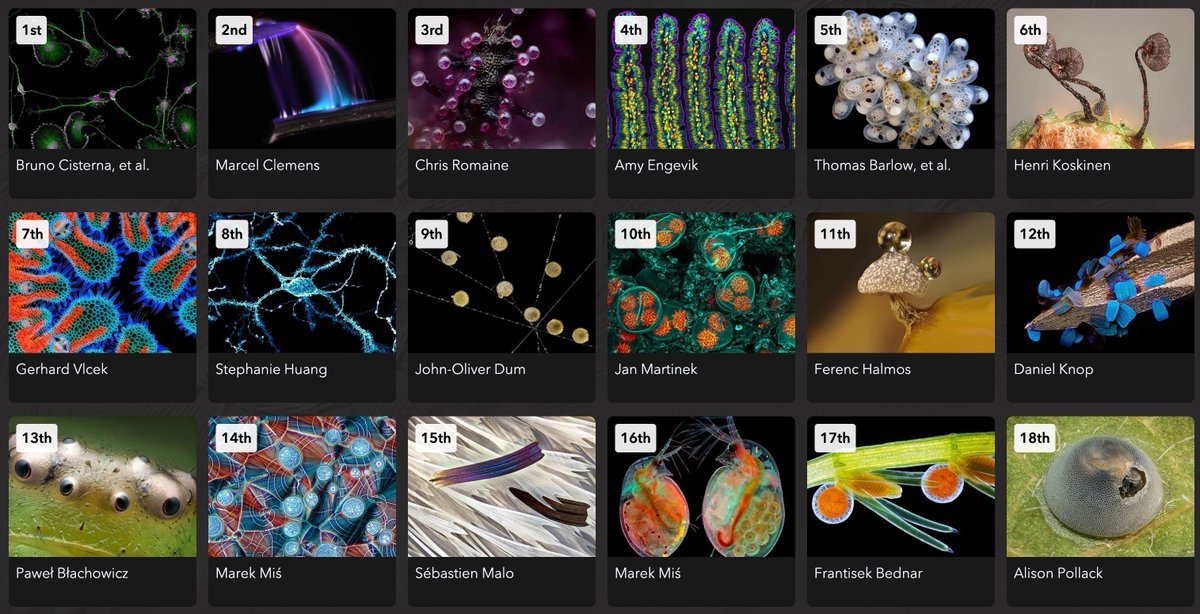 1st
2nd
3rd
4th
5th
6th
Bruno Cisterna, et al.
Marcel Clemens
Chris Romaine
Amy Engevik
Thomas Barlow, et al.
Henri Koskinen
7th
8th
9th
10th
11th
12th
Gerhard Vlcek
Stephanie Huang
John-Oliver Dum
Jan Martinek
Ferenc Halmos
Daniel Knop
13th
14th
15th
16th
17th
18th
Paweł Błachowicz
Marek Miś
Sébastien Malo
Marek Miś
Frantisek Bednar
Alison Pollack